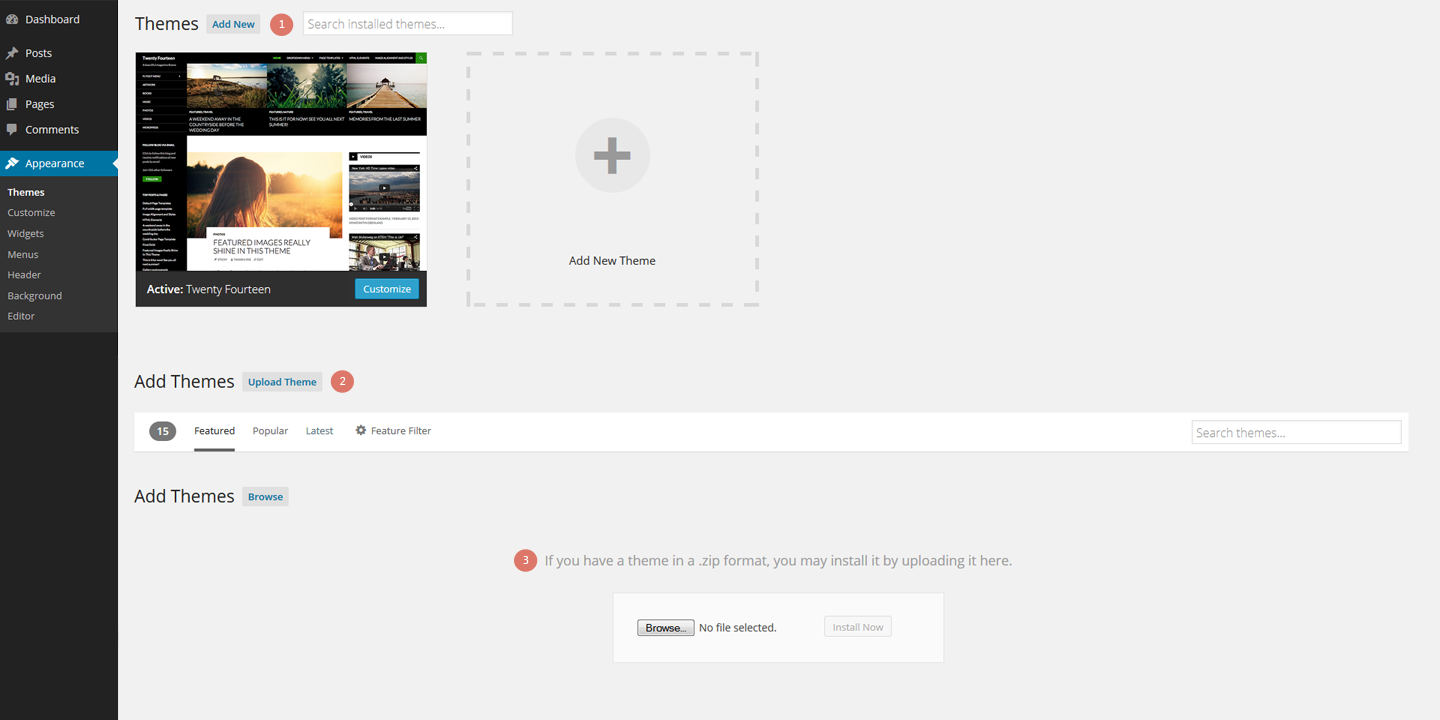 Dashboard
Posts
Media
Pages
Comments
Appearance
Themes
Customize
Widgets
Menus
Header
Background
Editor
Themes Add New 1 Search installed themes...
Twenty Fourteen
FEATURED IMAGES REALLY
SHINE IN THIS THEME
A WEEKEND AWAY IN THE
COUNTRYSIDE BEFORE THE
WEDDING DAY
THIS IS IT FOR NOW! SEE YOU ALL NEXT
SUMMER!
MEMORIES FROM THE LAST SUMMER
VIDEOS
Active: Twenty Fourteen Customize
Add New Theme
Add Themes Upload Theme 2
15 Featured Popular Latest Feature Filter Search themes...
Add Themes Browse
3 If you have a theme in a .zip format, you may install it by uploading it here.
Browse... No file selected. Install Now